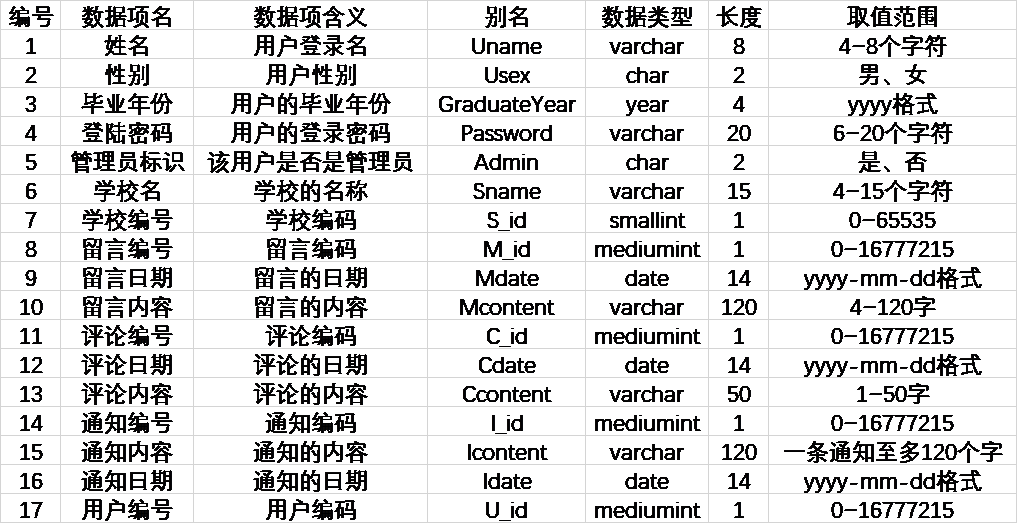 编号 数据项名 数据项含义 别名 数据类型 长度 取值范围
1 姓名 用户登录名 Uname varchar 8 4-8个字符
2 性别 用户性别 Usex char 2 男、女
3 毕业年份 用户的毕业年份 GraduateYear year 4 yyyy格式
4 登陆密码 用户的登录密码 Password varchar 20 6-20个字符
5 管理员标识 该用户是否是管理员 Admin char 2 是、否
6 学校名 学校的名称 Sname varchar 15 4-15个字符
7 学校编号 学校编码 S_id smallint 1 0-65535
8 留言编号 留言编码 M_id mediumint 1 0-16777215
9 留言日期 留言的日期 Mdate date 14 yyyy-mm-dd格式
10 留言内容 留言的内容 Mcontent varchar 120 4-120字
11 评论编号 评论编码 C_id mediumint 1 0-16777215
12 评论日期 评论的日期 Cdate date 14 yyyy-mm-dd格式
13 评论内容 评论的内容 Ccontent varchar 50 1-50字
14 通知编号 通知编码 I_id mediumint 1 0-16777215
15 通知内容 通知的内容 Icontent varchar 120 一条通知至多120个字
16 通知日期 通知的日期 Idate date 14 yyyy-mm-dd格式
17 用户编号 用户编码 U_id mediumint 1 0-16777215